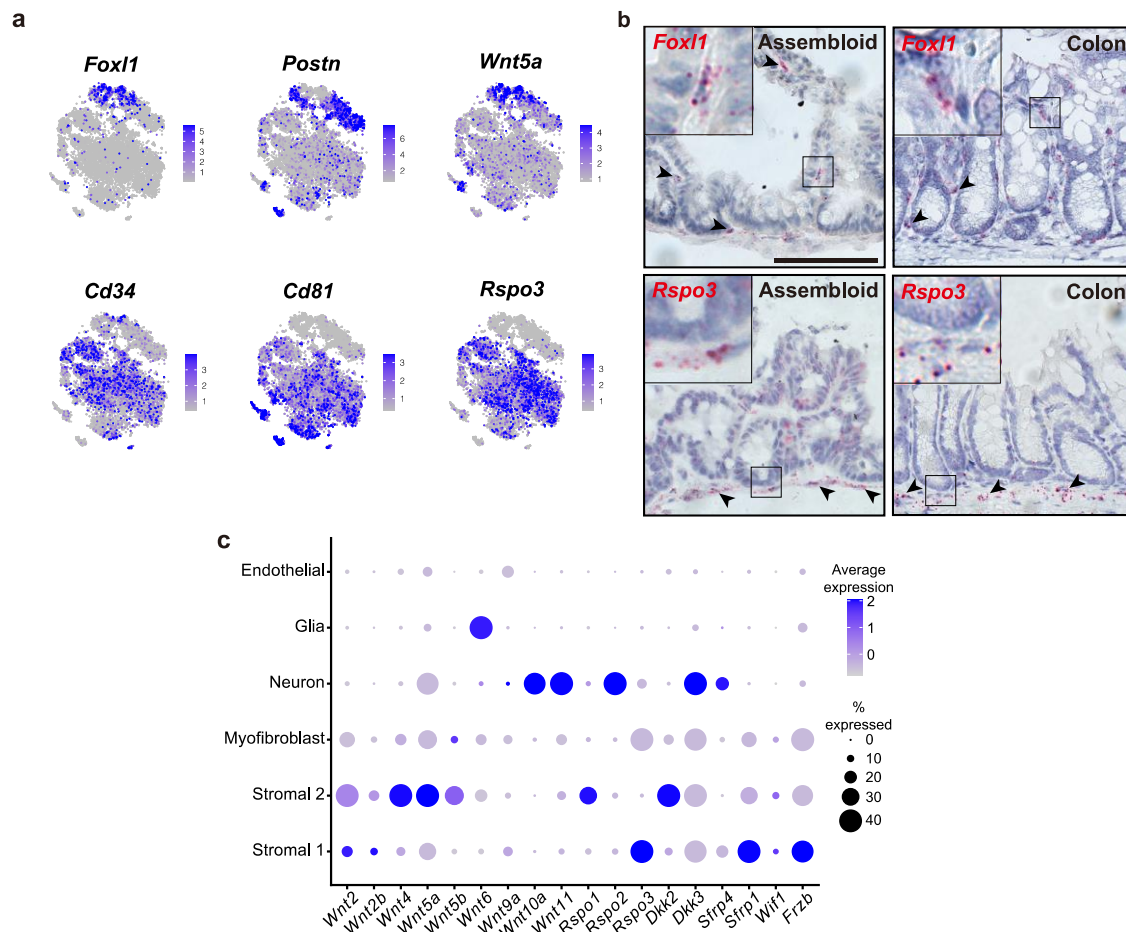 a
Foxl1
Postn
Wnt5a
5
4
3
2
1
6
4
2
4
3
2
1
Cd34
Cd81
Rspo3
3
2
1
3
2
1
3
2
1
b
Foxl1 Assembloid
Foxl1 Colon
Rspo3 Assembloid
Rspo3 Colon
c
Endothelial
Glia
Neuron
Myofibroblast
Stromal 2
Stromal 1
Wnt2
Wnt2b
Wnt4
Wnt5a
Wnt5b
Wnt6
Wnt9a
Wnt10a
Wnt11
Rspo1
Rspo2
Rspo3
Dkk2
Dkk3
Sfrp4
Sfrp1
Wif1
Frzb
Average
expression
2
1
0
%
expressed
0
10
20
30
40